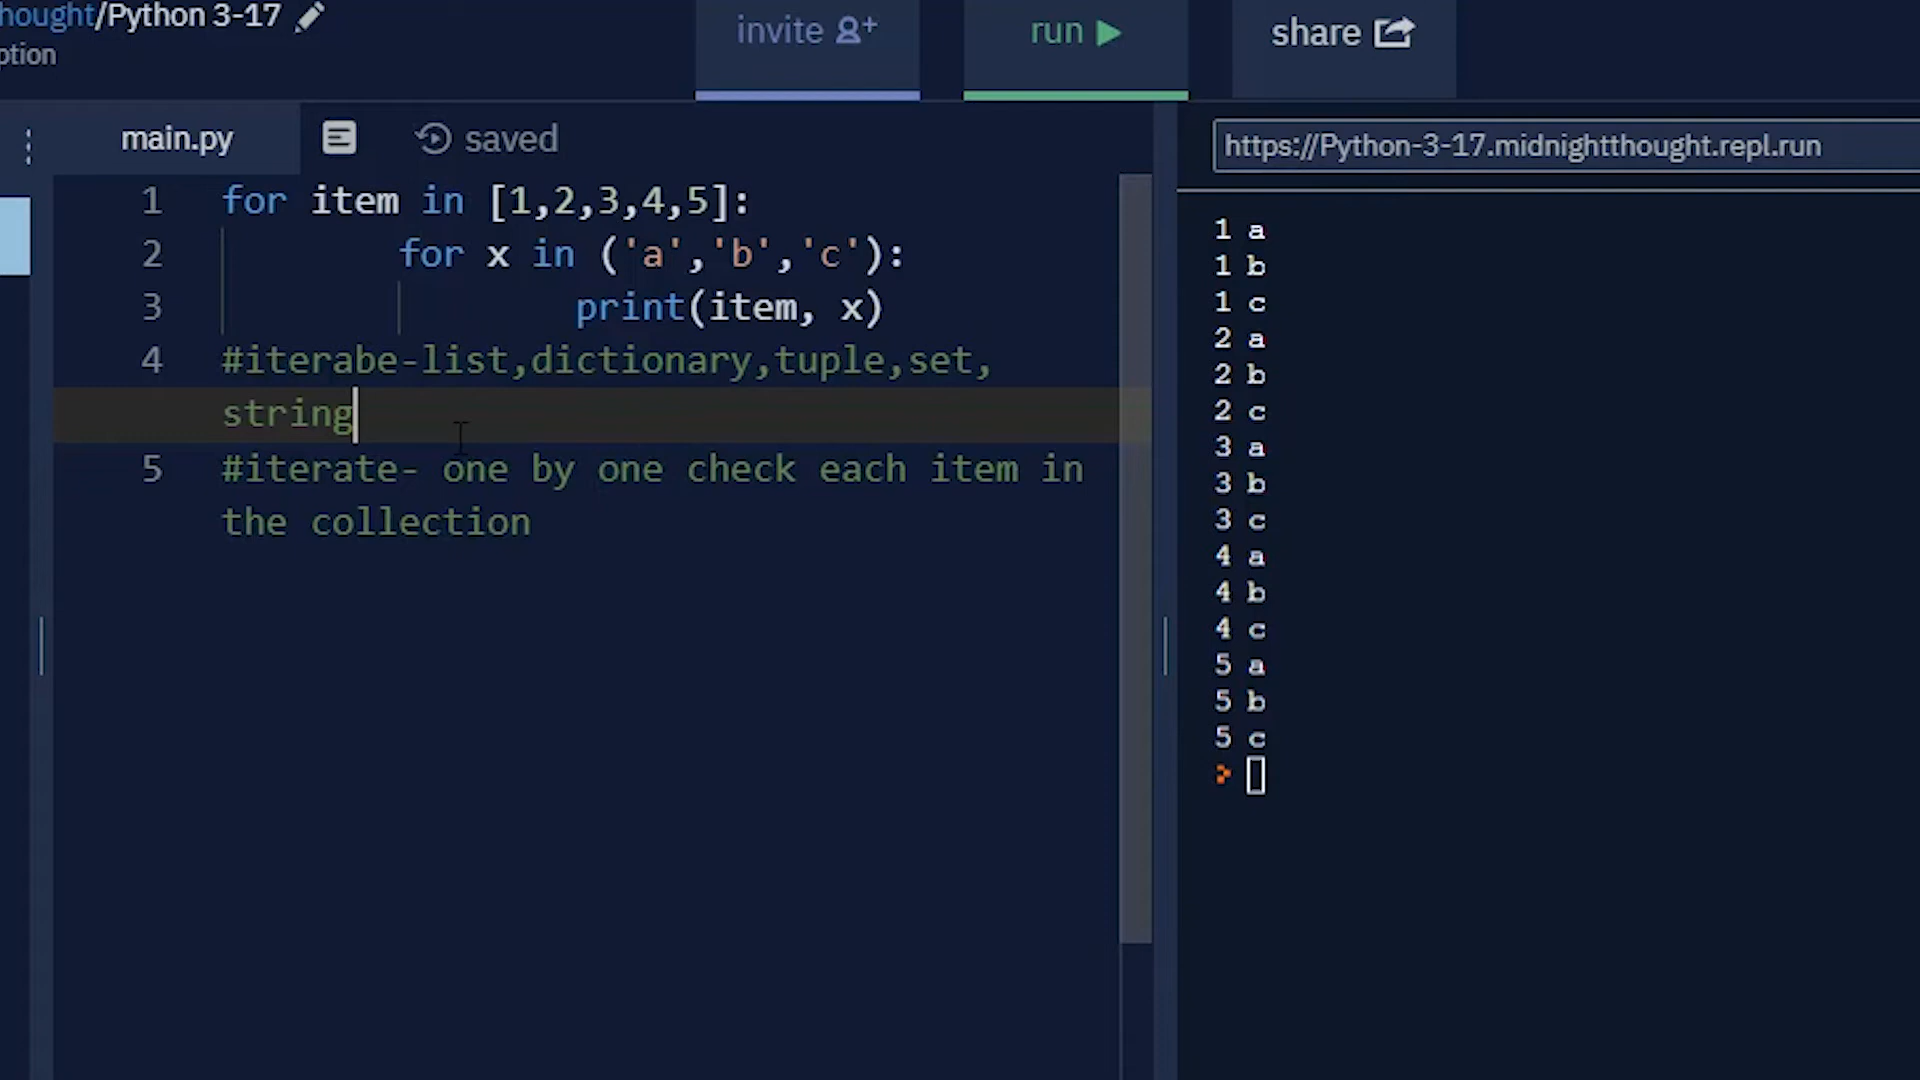 hought/Python 3-17
ption
invite
run
share
main.py
saved
https://Python-3-17.midnightthought.repl.run
1 for item in [1,2,3,4,5]:
2 for x in ('a','b','c'):
3 print(item, x)
4 #iterabe-list,dictionary,tuple,set,
string
5 #iterate- one by one check each item in
the collection
1 a
1 b
1 c
2 a
2 b
2 c
3 a
3 b
3 c
4 a
4 b
4 c
5 a
5 b
5 c
>